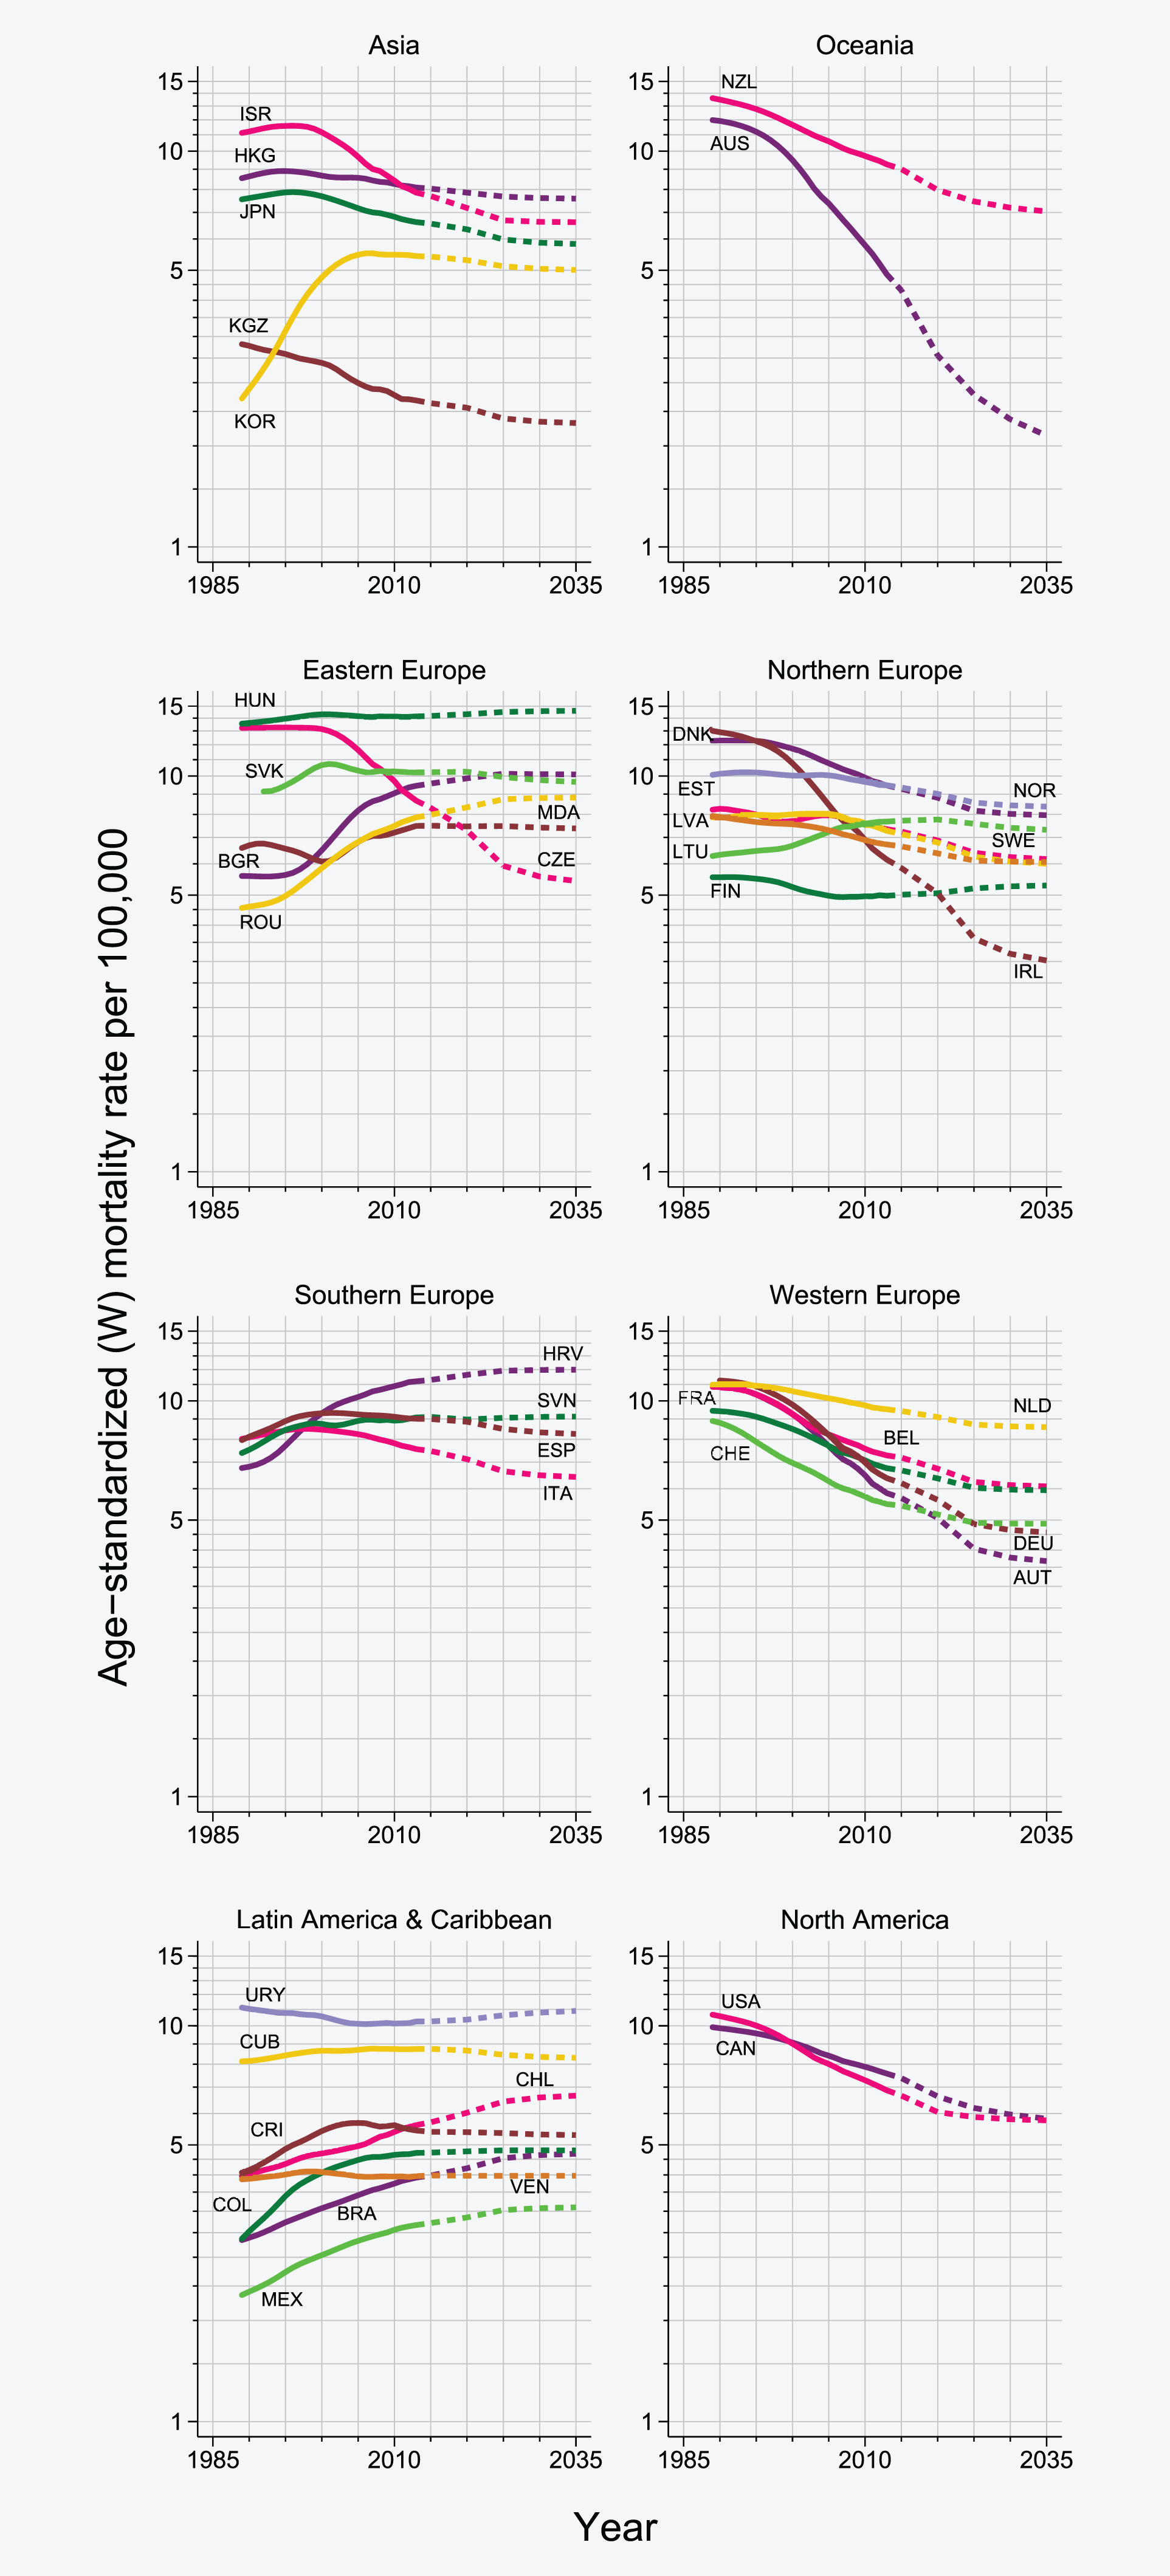 Asia
Oceania
15
10
5
1
ISR
HKG
JPN
KGZ
KOR
1985
2010
2035
15
10
5
1
NZL
AUS
1985
2010
2035
Eastern Europe
Northern Europe
15
10
5
1
HUN
SVK
BGR
ROU
MDA
CZE
1985
2010
2035
15
10
5
1
DNK
EST
LVA
LTU
FIN
NOR
SWE
IRL
1985
2010
2035
Age-standardized (W) mortality rate per 100,000
Southern Europe
Western Europe
15
10
5
1
HRV
SVN
ESP
ITA
1985
2010
2035
15
10
5
1
FRA
CHE
BEL
NLD
DEU
AUT
1985
2010
2035
Latin America & Caribbean
North America
15
10
5
1
URY
CUB
CHL
CRI
COL
BRA
VEN
MEX
1985
2010
2035
15
10
5
1
USA
CAN
1985
2010
2035
Year